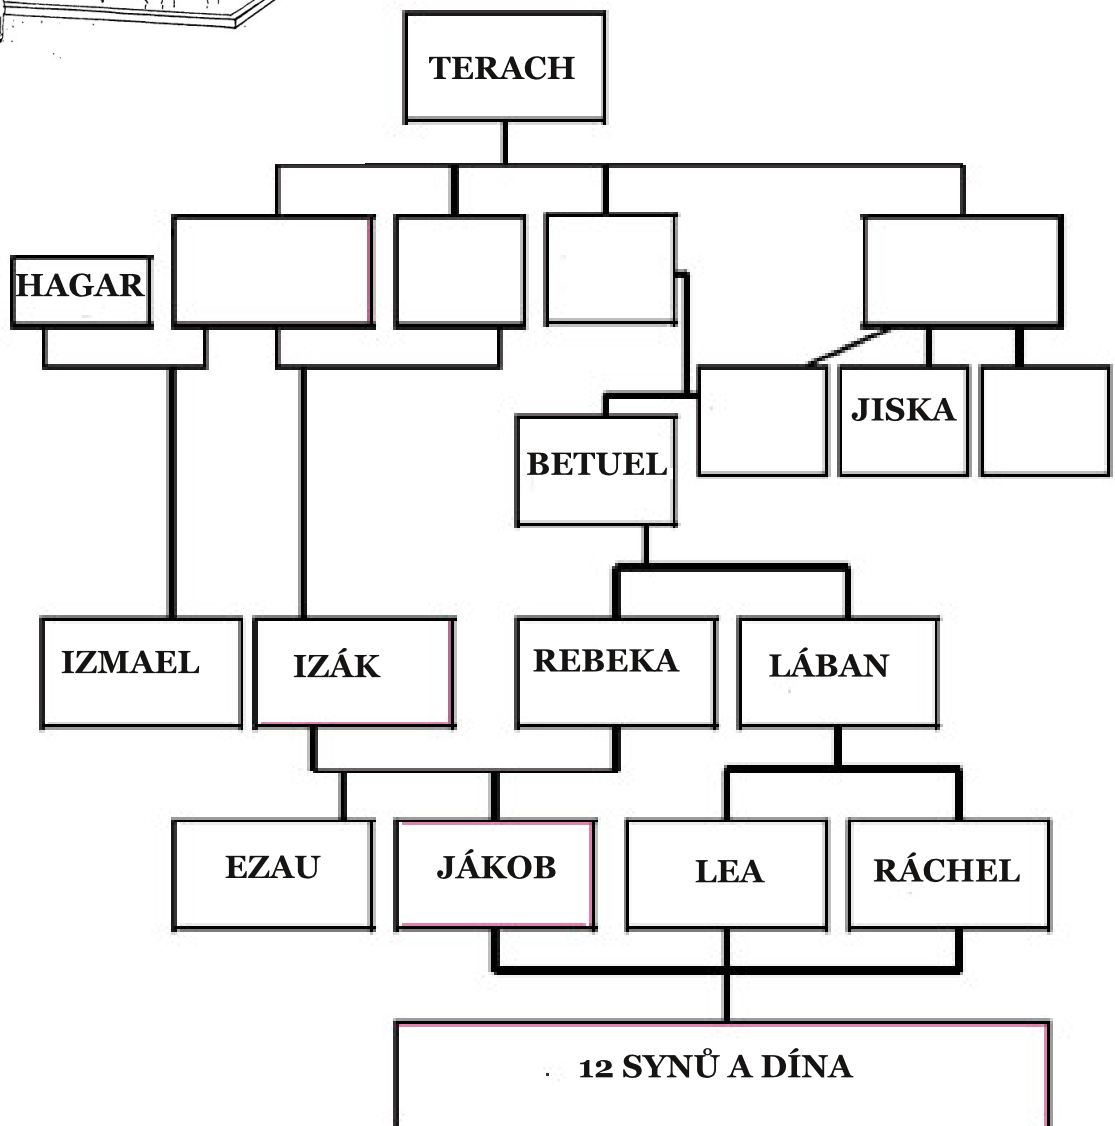 TERACH
HAGAR
JISKA
BETUEL
IZMAEL
IZÁK
REBEKA
LÁBAN
EZAU
JÁKOB
LEA
RÁCHEL
12 SYNŮ A DÍNA